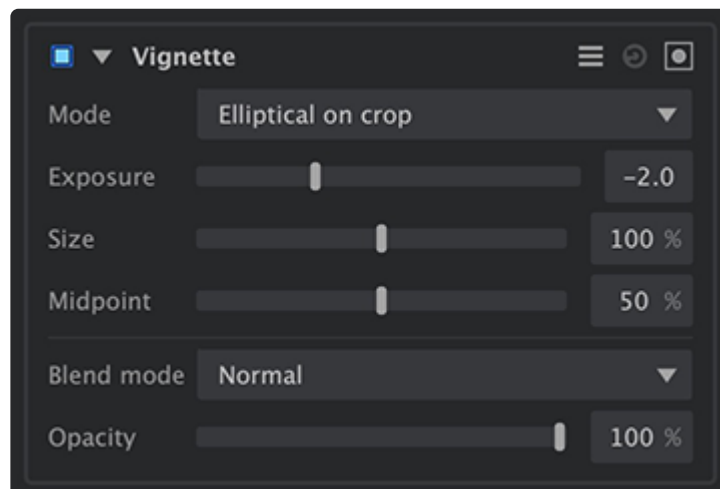 Vignette
Mode Elliptical on crop
Exposure −2.0
Size 100 %
Midpoint 50 %
Blend mode Normal
Opacity 100 %